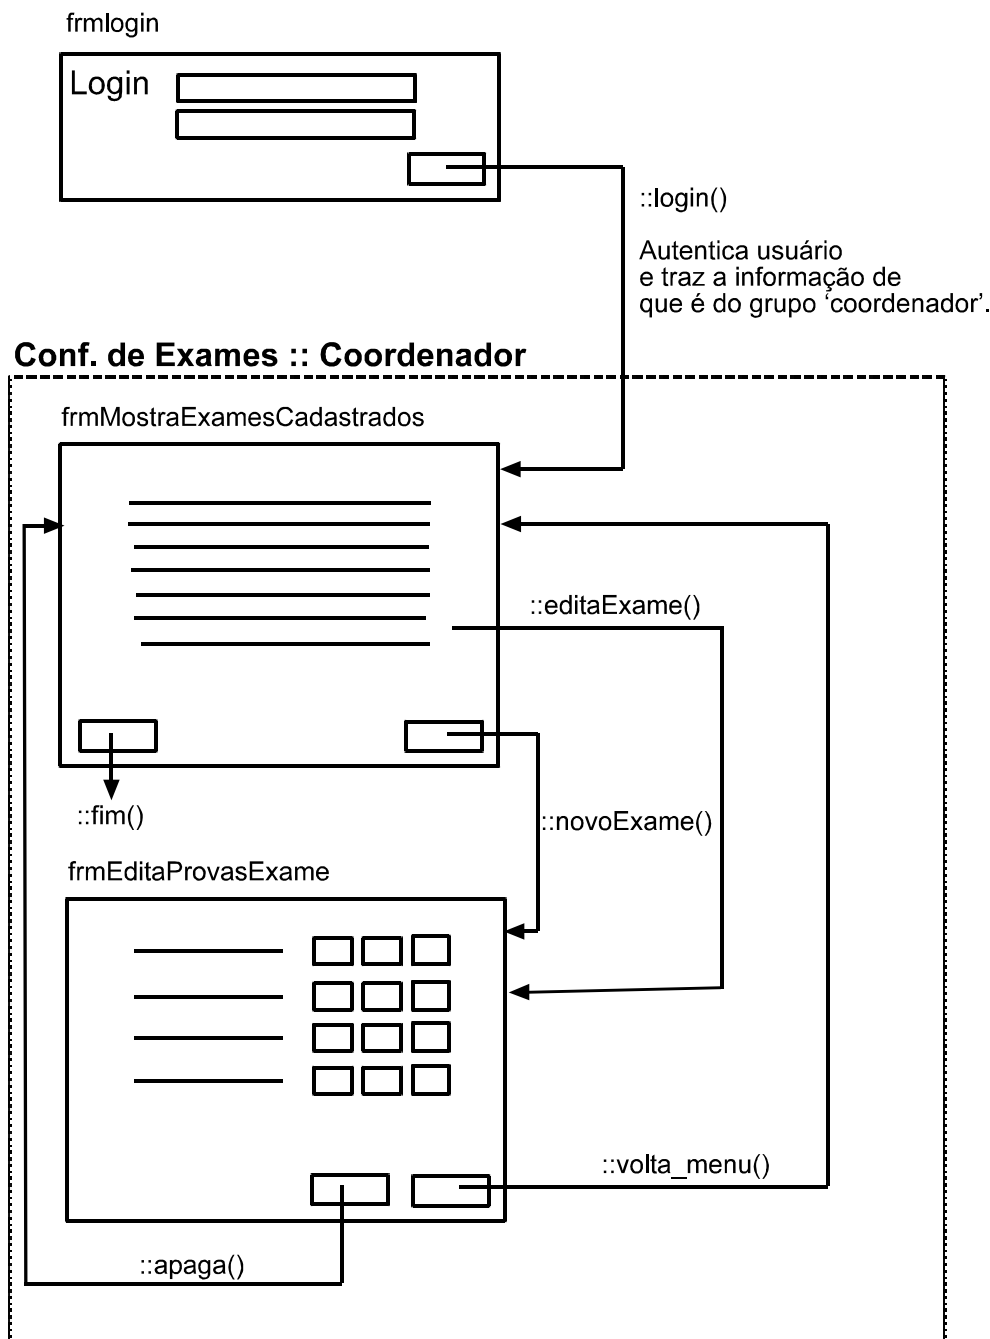 frmlogin
Login
::login()
Autentica usuário
e traz a informação de
que é do grupo ‘coordenador’.
Conf. de Exames :: Coordenador
frmMostraExamesCadastrados
::editaExame()
::fim()
::novoExame()
frmEditaProvasExame
::volta_menu()
::apaga()